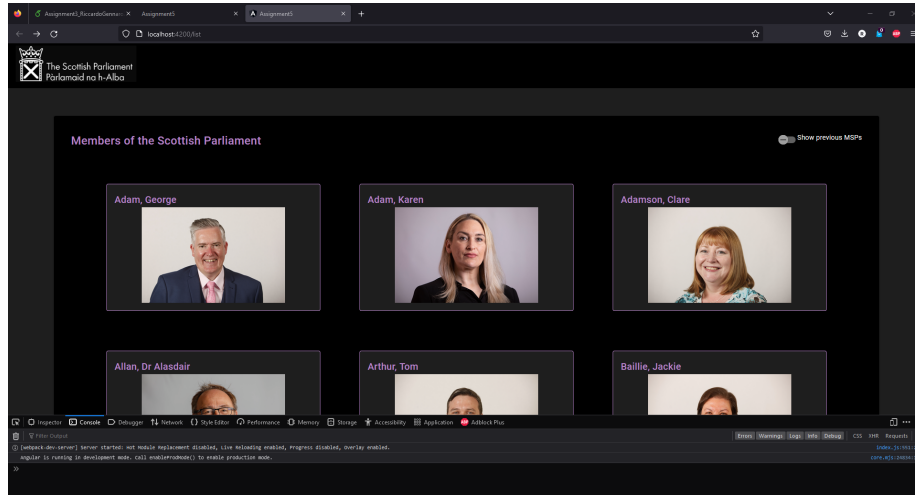 Assignment3_RiccardoGennaro
Assignment5
Assignment5
localhost:4200/list
The Scottish Parliament
Pàrlamaid na h-Alba
Members of the Scottish Parliament
Show previous MSPs
Adam, George
Adam, Karen
Adamson, Clare
Allan, Dr Alasdair
Arthur, Tom
Baillie, Jackie
Inspector Console Debugger Network Style Editor Performance Memory Storage Accessibility Application Adblock Plus
Filter Output
Errors Warnings Logs Info Debug CSS XHR Requests
[webpack-dev-server] Server started: Hot Module Replacement disabled, Live Reloading enabled, Progress disabled, Overlay enabled.
Angular is running in development mode. Call enableProdMode() to enable production mode.